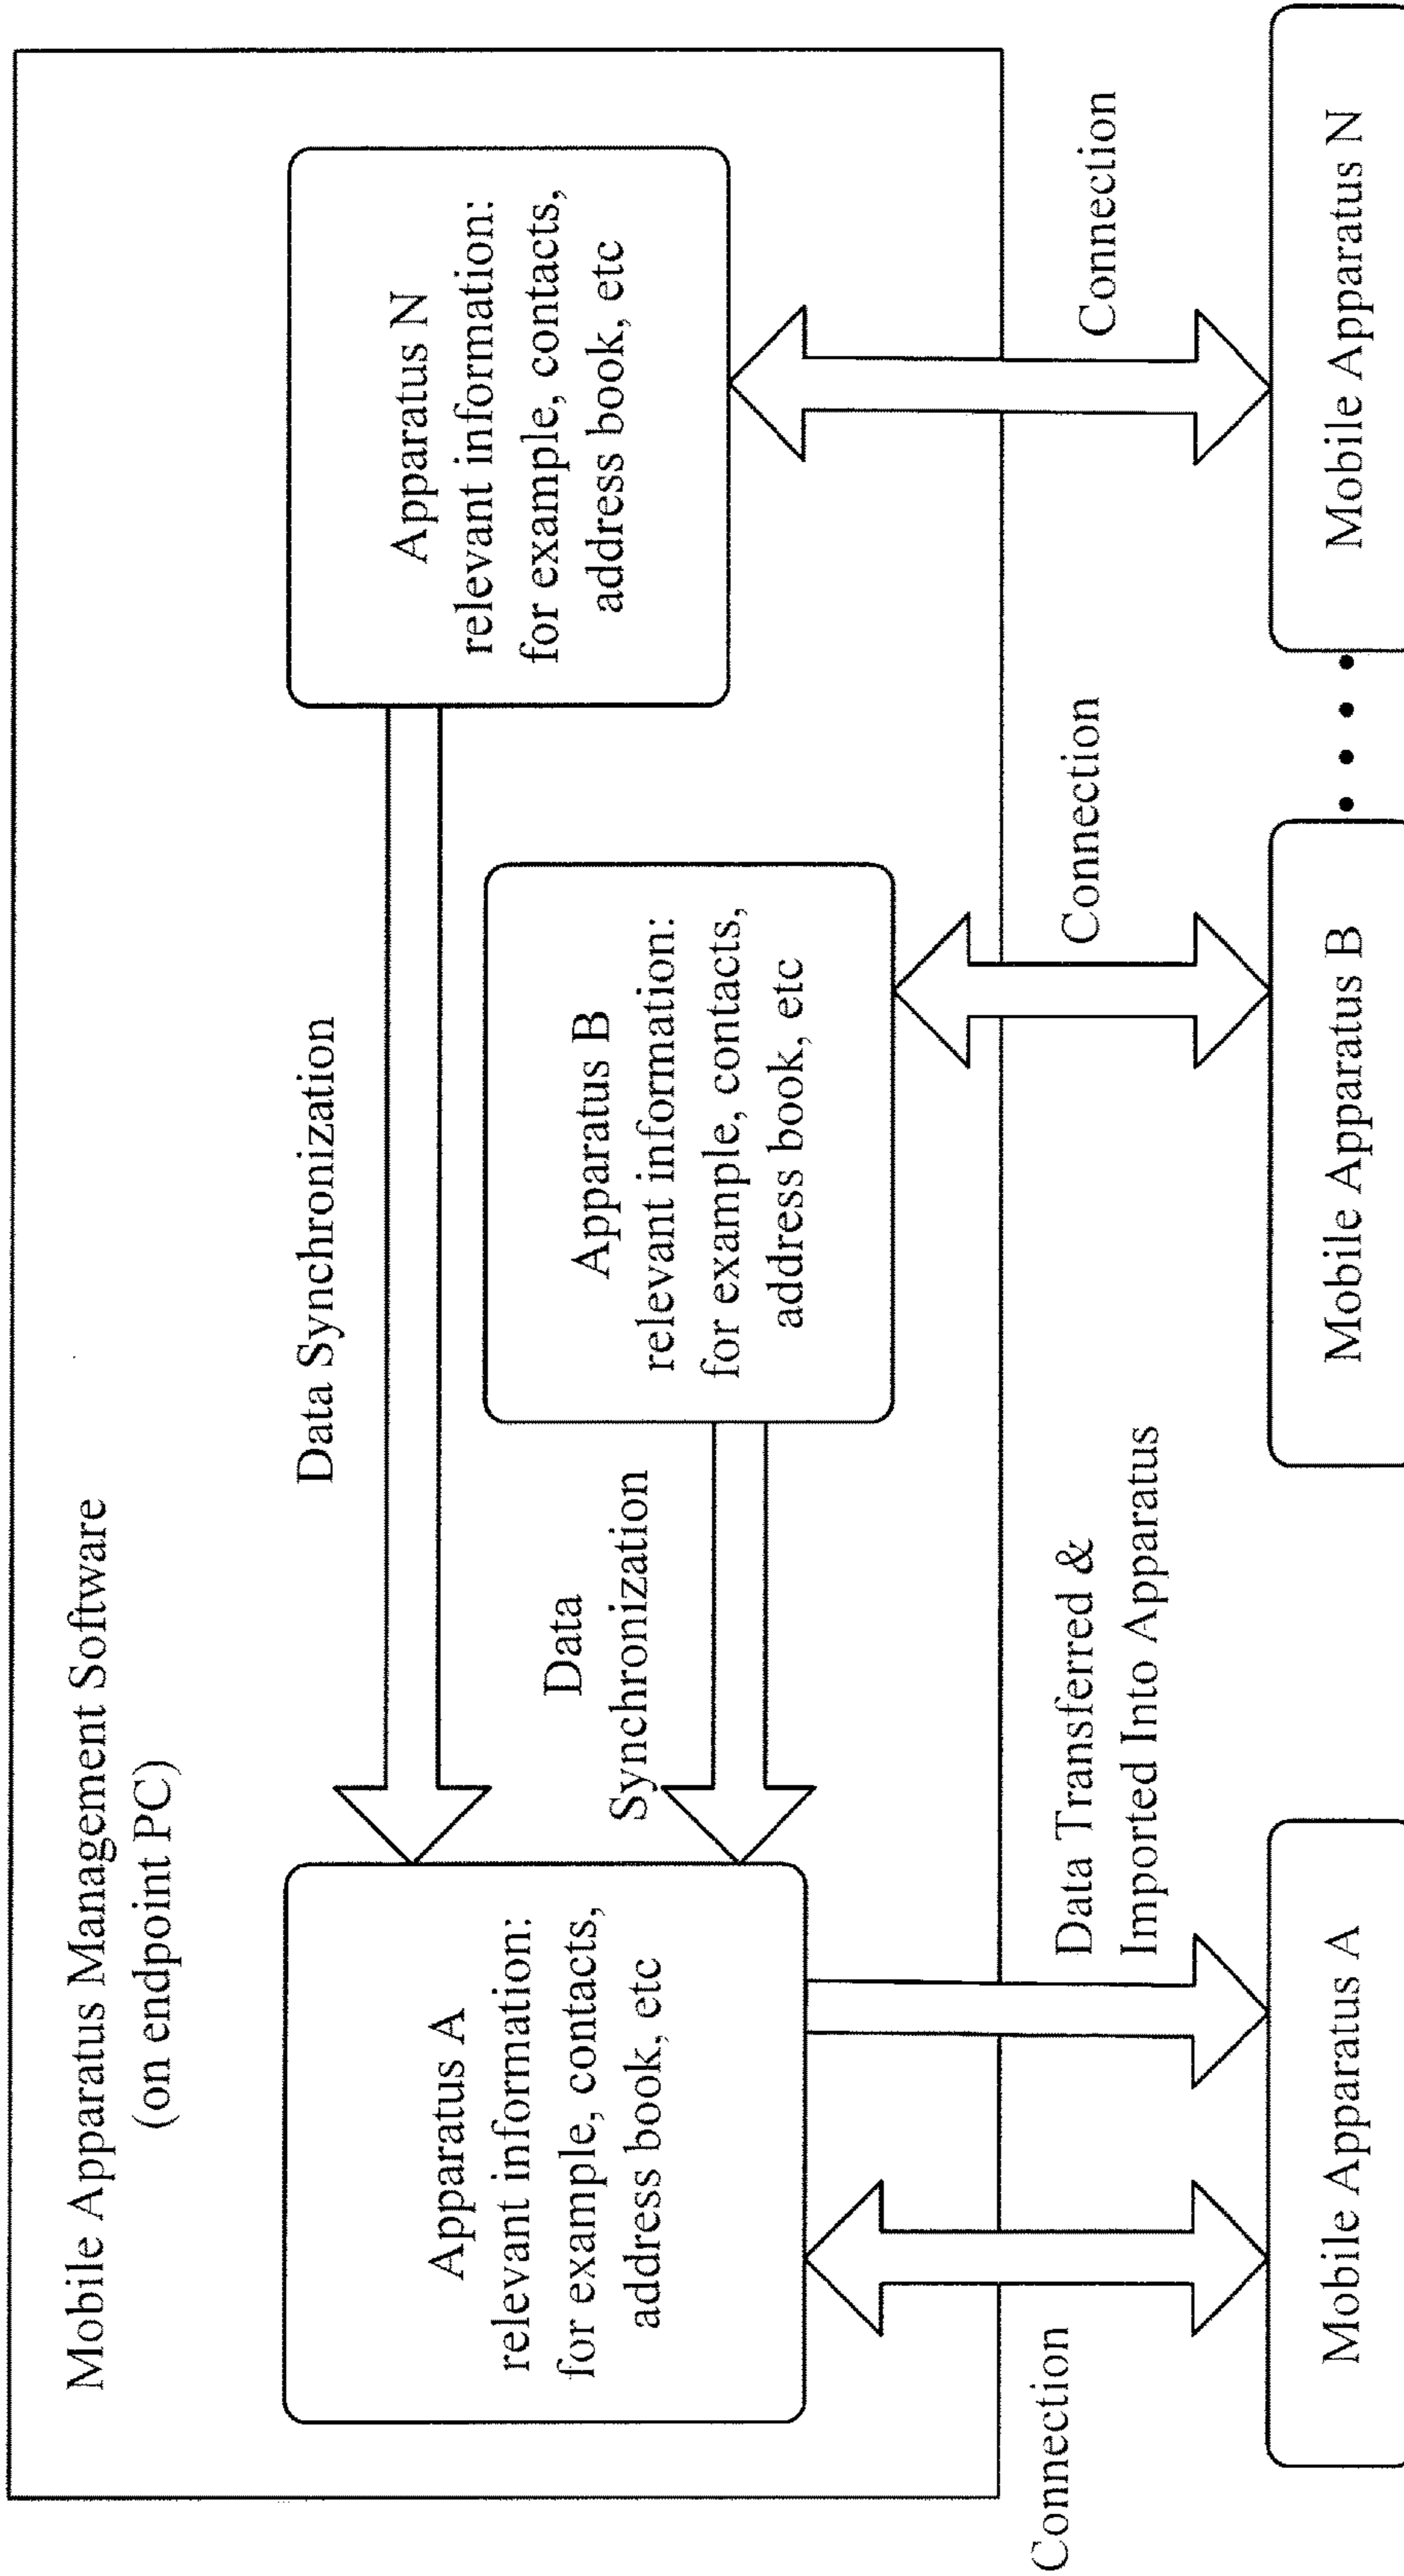 Mobile Apparatus Management Software
(on endpoint PC)
Data Synchronization
Apparatus A
relevant information:
for example, contacts,
address book, etc
Data
Synchronization
Apparatus B
relevant information:
for example, contacts,
address book, etc
Apparatus N
relevant information:
for example, contacts,
address book, etc
Connection
Data Transferred &
Imported Into Apparatus
Connection
Connection
Mobile Apparatus A
Mobile Apparatus B
Mobile Apparatus N